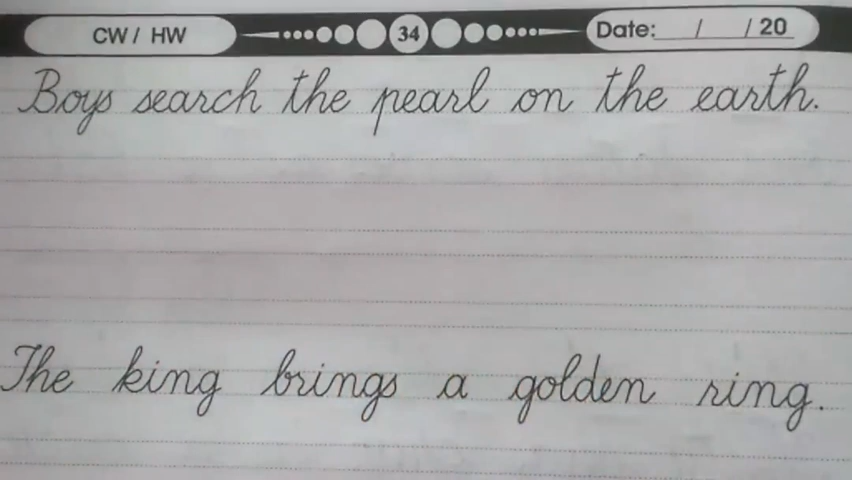 CW / HW 34 Date: / / 20
Boys search the pearl on the earth.
The king brings a golden ring.